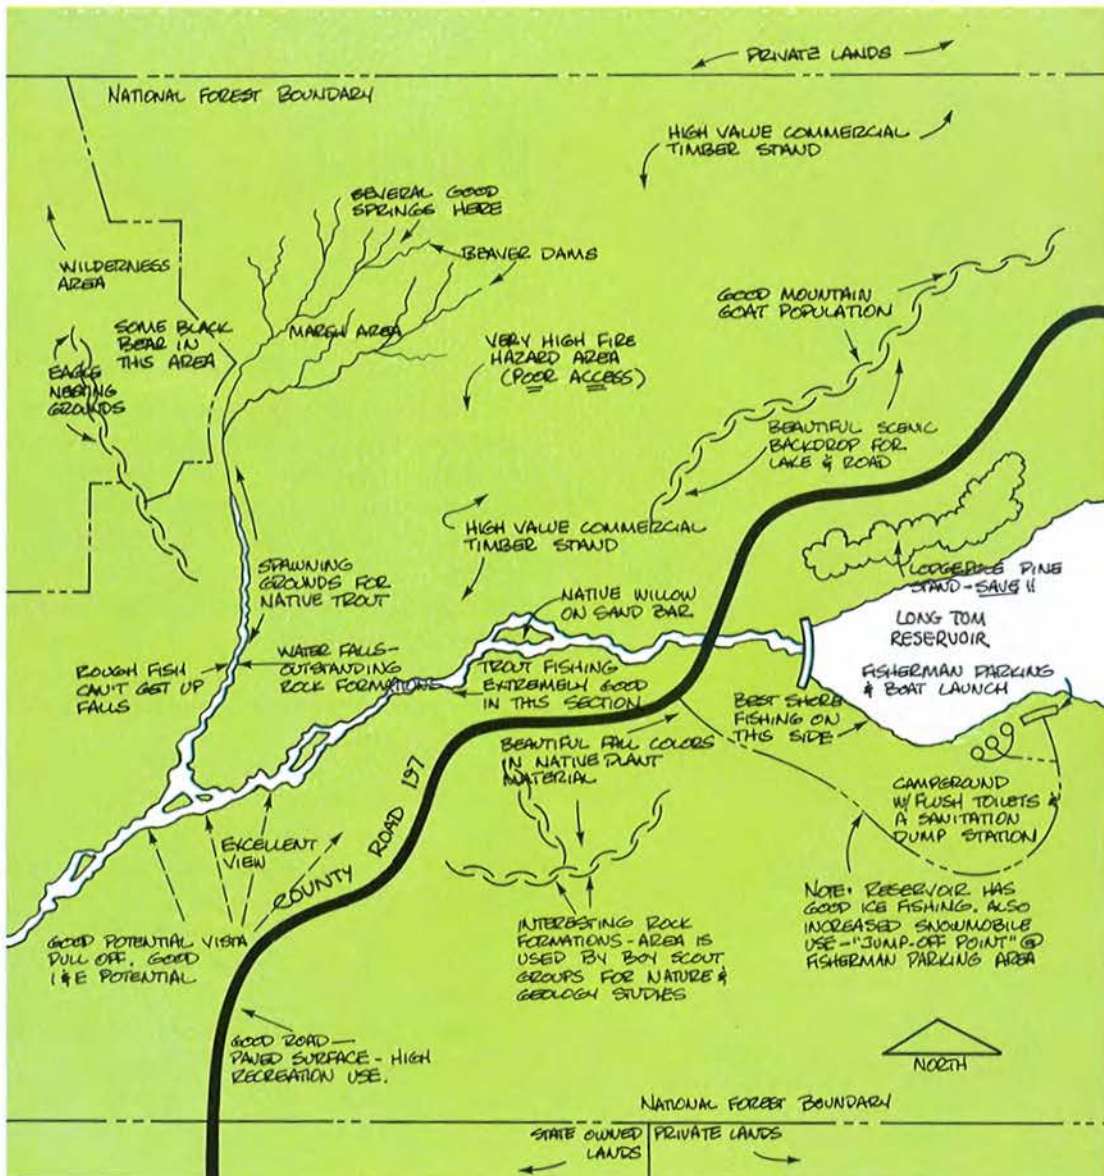 PRIVATE LANDS
NATIONAL FOREST BOUNDARY
HIGH VALUE COMMERCIAL
TIMBER STAND
SEVERAL GOOD
SPRINGS HERE
BEAVER DAMS
WILDERNESS
AREA
GOOD MOUNTAIN
GOAT POPULATION
SOME BLACK
BEAR IN
THIS AREA
MARSH AREA
VERY HIGH FIRE
HAZARD AREA
(POOR ACCESS)
EAGLE
NESTING
GROUNDS
BEAUTIFUL SCENIC
BACKDROP FOR
LAKE & ROAD
HIGH VALUE COMMERCIAL
TIMBER STAND
SPAWNING
GROUNDS FOR
NATIVE TROUT
LODGEPOLE PINE
STAND-SAVE !!
NATIVE WILLOW
ON SAND BAR
LONG TOM
RESERVOIR
ROUGH FISH
CAN'T GET UP
FALLS
WATER FALLS-
OUTSTANDING
ROCK FORMATIONS
TROUT FISHING
EXTREMELY GOOD
IN THIS SECTION
FISHERMAN PARKING
& BOAT LAUNCH
BEST SHORE
FISHING ON
THIS SIDE
BEAUTIFUL FALL COLORS
IN NATIVE PLANT
MATERIAL
CAMPGROUND
W/ FLUSH TOILETS &
A SANITATION
DUMP STATION
EXCELLENT
VIEW
COUNTY ROAD 197
GOOD POTENTIAL VISTA
PULL OFF. GOOD
I & E POTENTIAL
INTERESTING ROCK
FORMATIONS - AREA IS
USED BY BOY SCOUT
GROUPS FOR NATURE &
GEOLOGY STUDIES
NOTE: RESERVOIR HAS
GOOD ICE FISHING. ALSO
INCREASED SNOWMOBILE
USE-"JUMP-OFF POINT" @
FISHERMAN PARKING AREA
GOOD ROAD —
PAVED SURFACE - HIGH
RECREATION USE.
NORTH
NATIONAL FOREST BOUNDARY
STATE OWNED
LANDS
PRIVATE LANDS